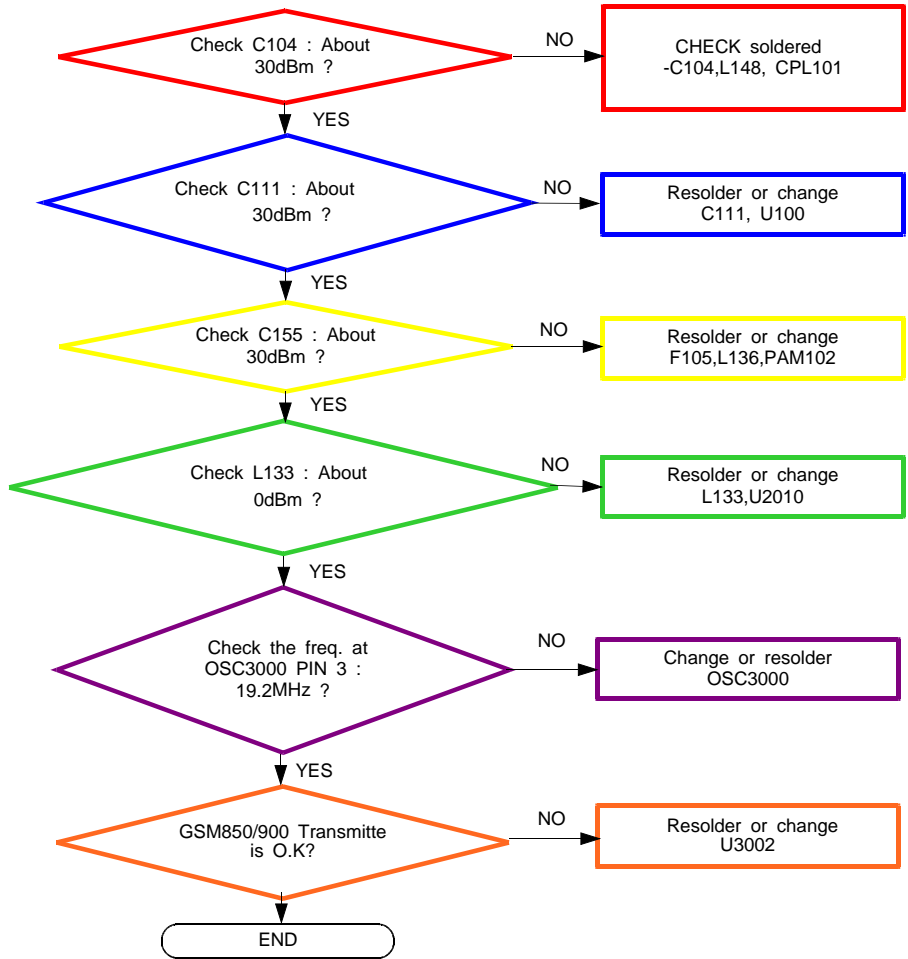 Check C104 : About
30dBm ?
NO
CHECK soldered
-C104,L148, CPL101
YES
Check C111 : About
30dBm ?
NO
Resolder or change
C111, U100
YES
Check C155 : About
30dBm ?
NO
Resolder or change
F105,L136,PAM102
YES
Check L133 : About
0dBm ?
NO
Resolder or change
L133,U2010
YES
Check the freq. at
OSC3000 PIN 3 :
19.2MHz ?
NO
Change or resolder
OSC3000
YES
GSM850/900 Transmitte
is O.K?
NO
Resolder or change
U3002
END